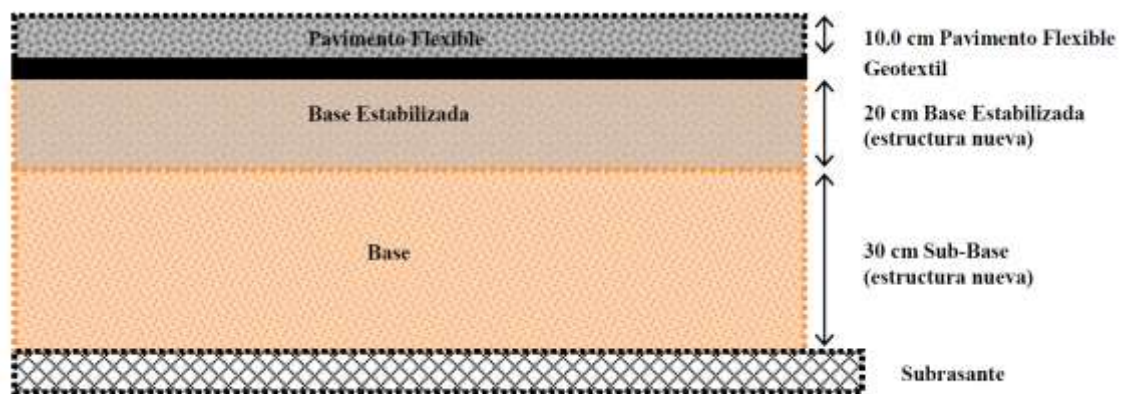 Pavimento Flexible
10.0 cm Pavimento Flexible
Geotextil
Base Estabilizada
20 cm Base Estabilizada
(estructura nueva)
Base
30 cm Sub-Base
(estructura nueva)
Subrasante